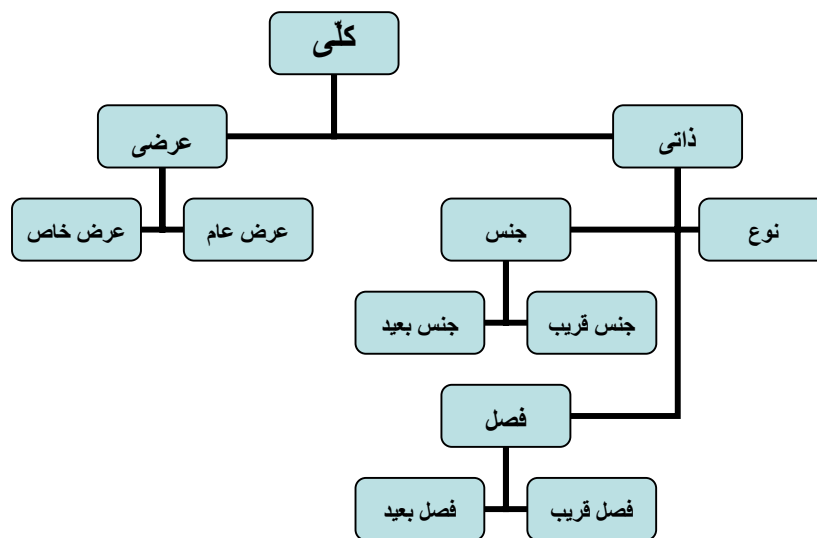 کلّی
ذاتی
عرضی
نوع
جنس
عرض عام
عرض خاص
جنس قریب
جنس بعید
فصل
فصل قریب
فصل بعید